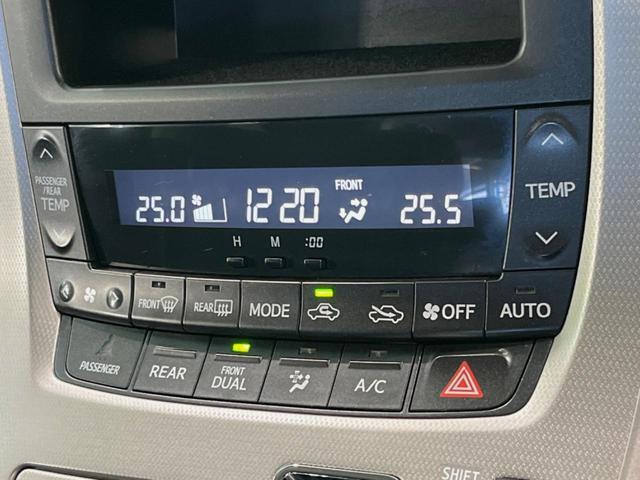 FRONT
25.0 12 20 25.5
H M :00
PASSENGER
/REAR
TEMP
TEMP
FRONT REAR MODE OFF AUTO
PASSENGER REAR FRONT DUAL A/C
SHIFT